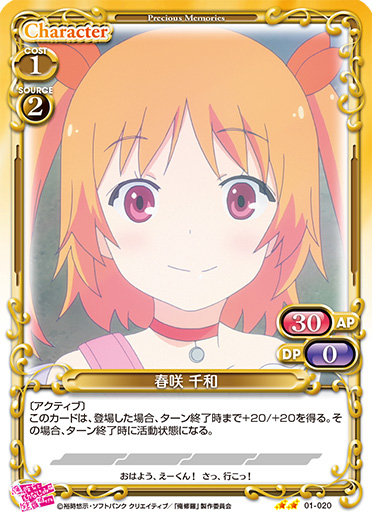 Precious Memories
Character
COST
1
SOURCE
2
30 AP
DP 0
春咲 千和
［アクティブ］
このカードは、登場した場合、ターン終了時まで+20/+20を得る。そ
の場合、ターン終了時に活動状態になる。
おはよう、えーくん！ さっ、行こっ！
©裕時悠示・ソフトバンク クリエイティブ／「俺修羅」製作委員会
01-020